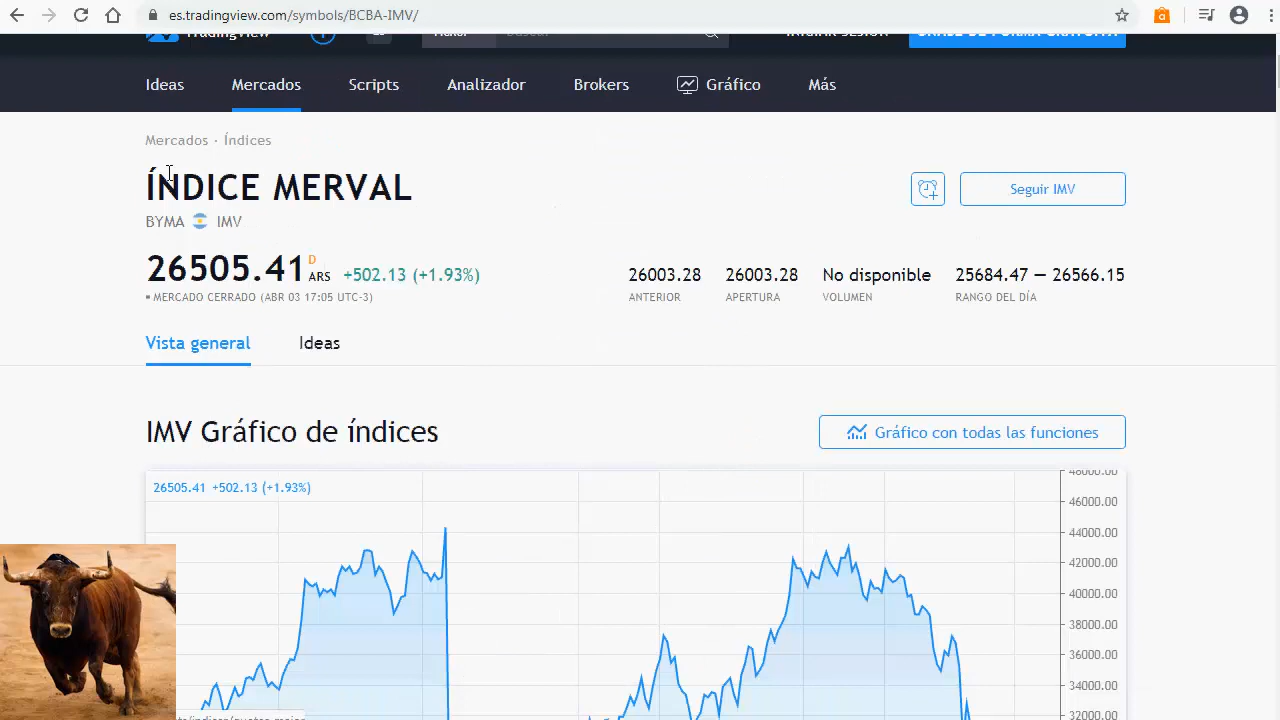 es.tradingview.com/symbols/BCBA-IMV/
TradingView
Ideas Mercados Scripts Analizador Brokers Gráfico Más
Mercados · Índices
ÍNDICE MERVAL
Seguir IMV
BYMA IMV
26505.41 D ARS +502.13 (+1.93%)
26003.28 26003.28 No disponible 25684.47 — 26566.15
MERCADO CERRADO (ABR 03 17:05 UTC-3)
ANTERIOR APERTURA VOLUMEN RANGO DEL DÍA
Vista general Ideas
IMV Gráfico de índices
Gráfico con todas las funciones
48000.00
26505.41 +502.13 (+1.93%)
46000.00
44000.00
42000.00
40000.00
38000.00
36000.00
34000.00
32000.00